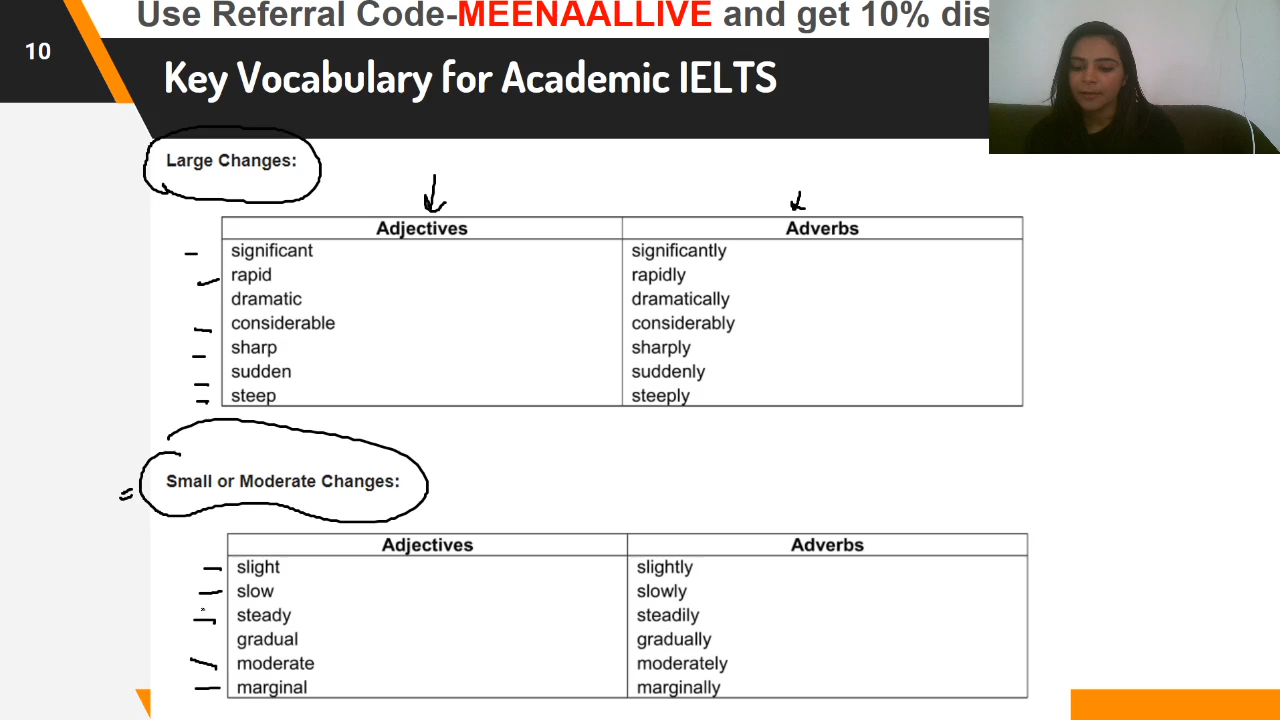 Use Referral Code-MEENAALLIVE and get 10% dis
10
Key Vocabulary for Academic IELTS
Large Changes:
Adjectives Adverbs
significant significantly
rapid rapidly
dramatic dramatically
considerable considerably
sharp sharply
sudden suddenly
steep steeply
Small or Moderate Changes:
Adjectives Adverbs
slight slightly
slow slowly
steady steadily
gradual gradually
moderate moderately
marginal marginally